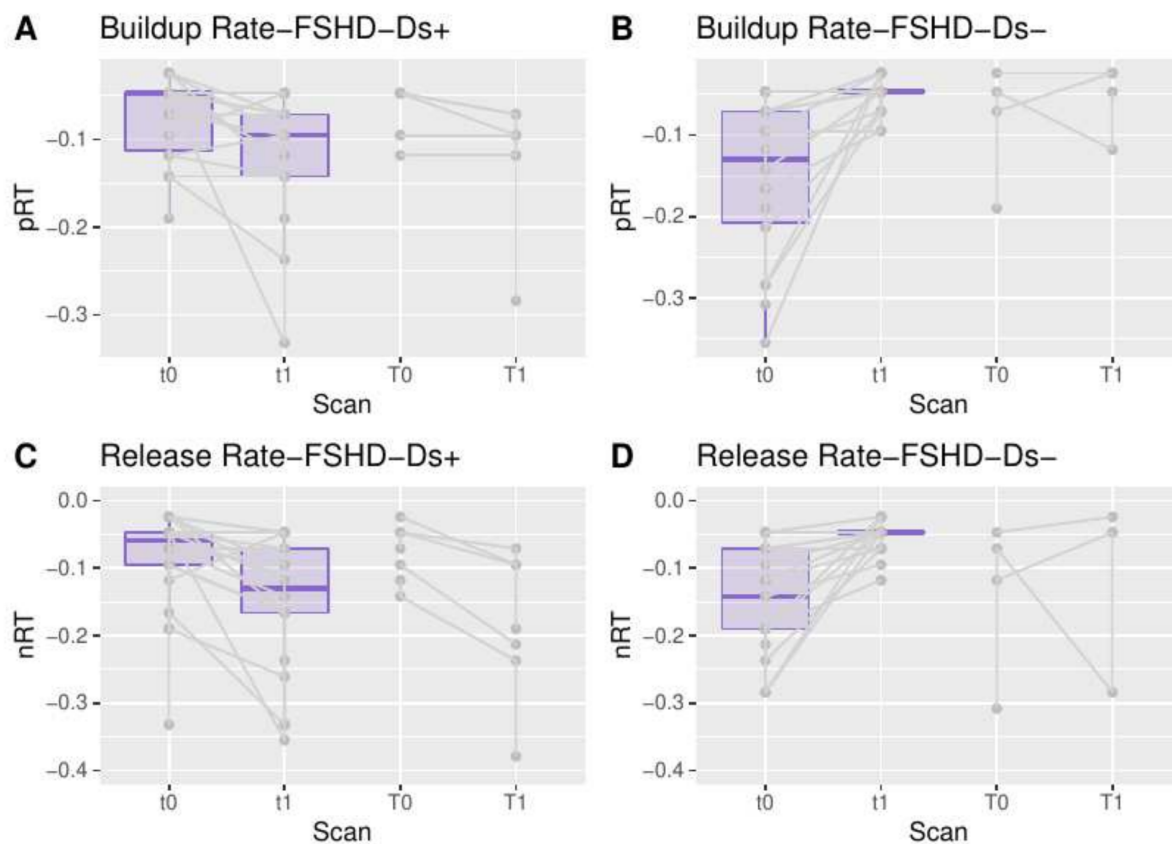 A Buildup Rate−FSHD−Ds+
pRT
−0.1
−0.2
−0.3
t0 t1 T0 T1
Scan
B Buildup Rate−FSHD−Ds−
pRT
−0.1
−0.2
−0.3
t0 t1 T0 T1
Scan
C Release Rate−FSHD−Ds+
nRT
0.0
−0.1
−0.2
−0.3
−0.4
t0 t1 T0 T1
Scan
D Release Rate−FSHD−Ds−
nRT
0.0
−0.1
−0.2
−0.3
−0.4
t0 t1 T0 T1
Scan